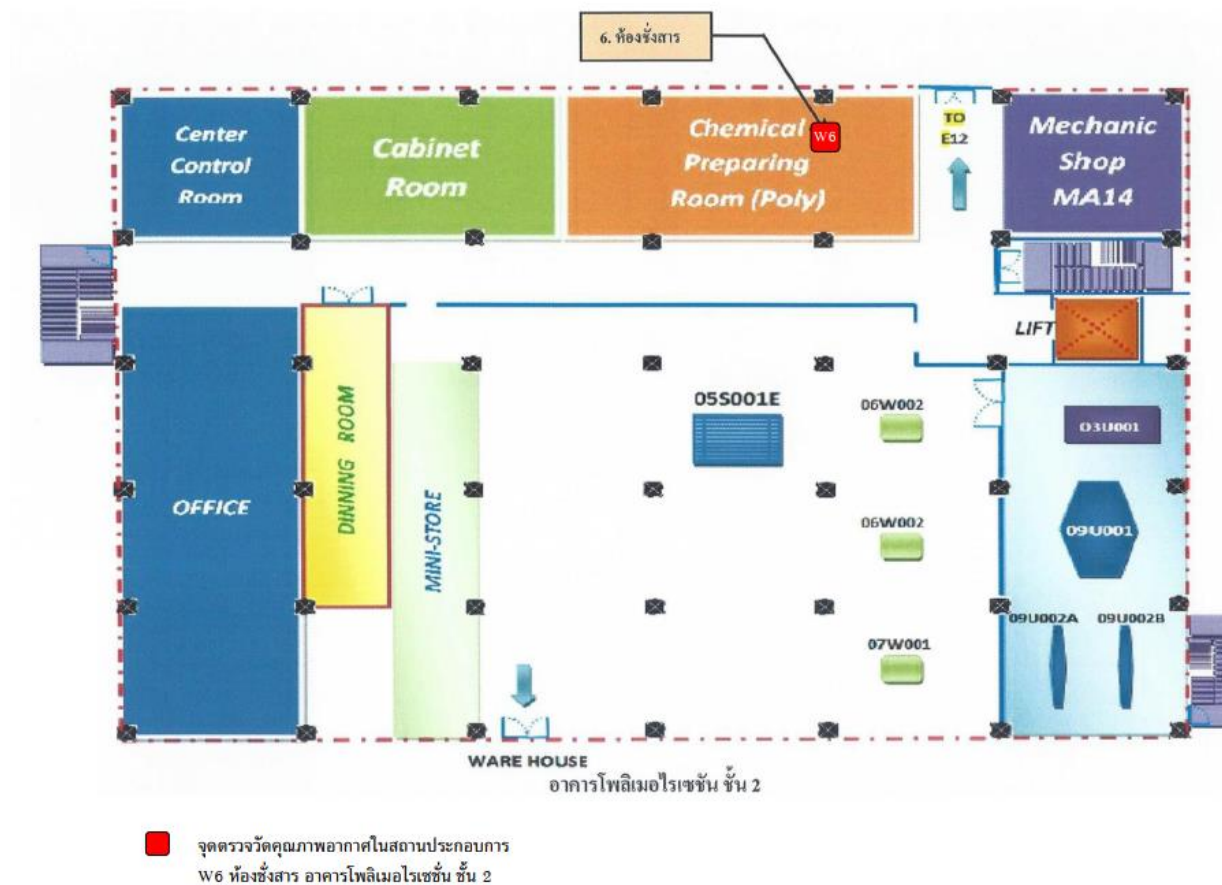 6. ห้องชั่งสาร
Center
Control
Room
Cabinet
Room
Chemical
Preparing
Room (Poly)
W6
TO
E12
Mechanic
Shop
MA14
LIFT
OFFICE
DINNING ROOM
MINI-STORE
05S001E
06W002
06W002
07W001
03U001
09U001
09U002A
09U002B
WARE HOUSE
อาคารโพลิเมอไรเซชัน ชั้น 2
จุดตรวจวัดคุณภาพอากาศในสถานประกอบการ
W6 ห้องชั่งสาร อาคารโพลิเมอไรเซชั่น ชั้น 2